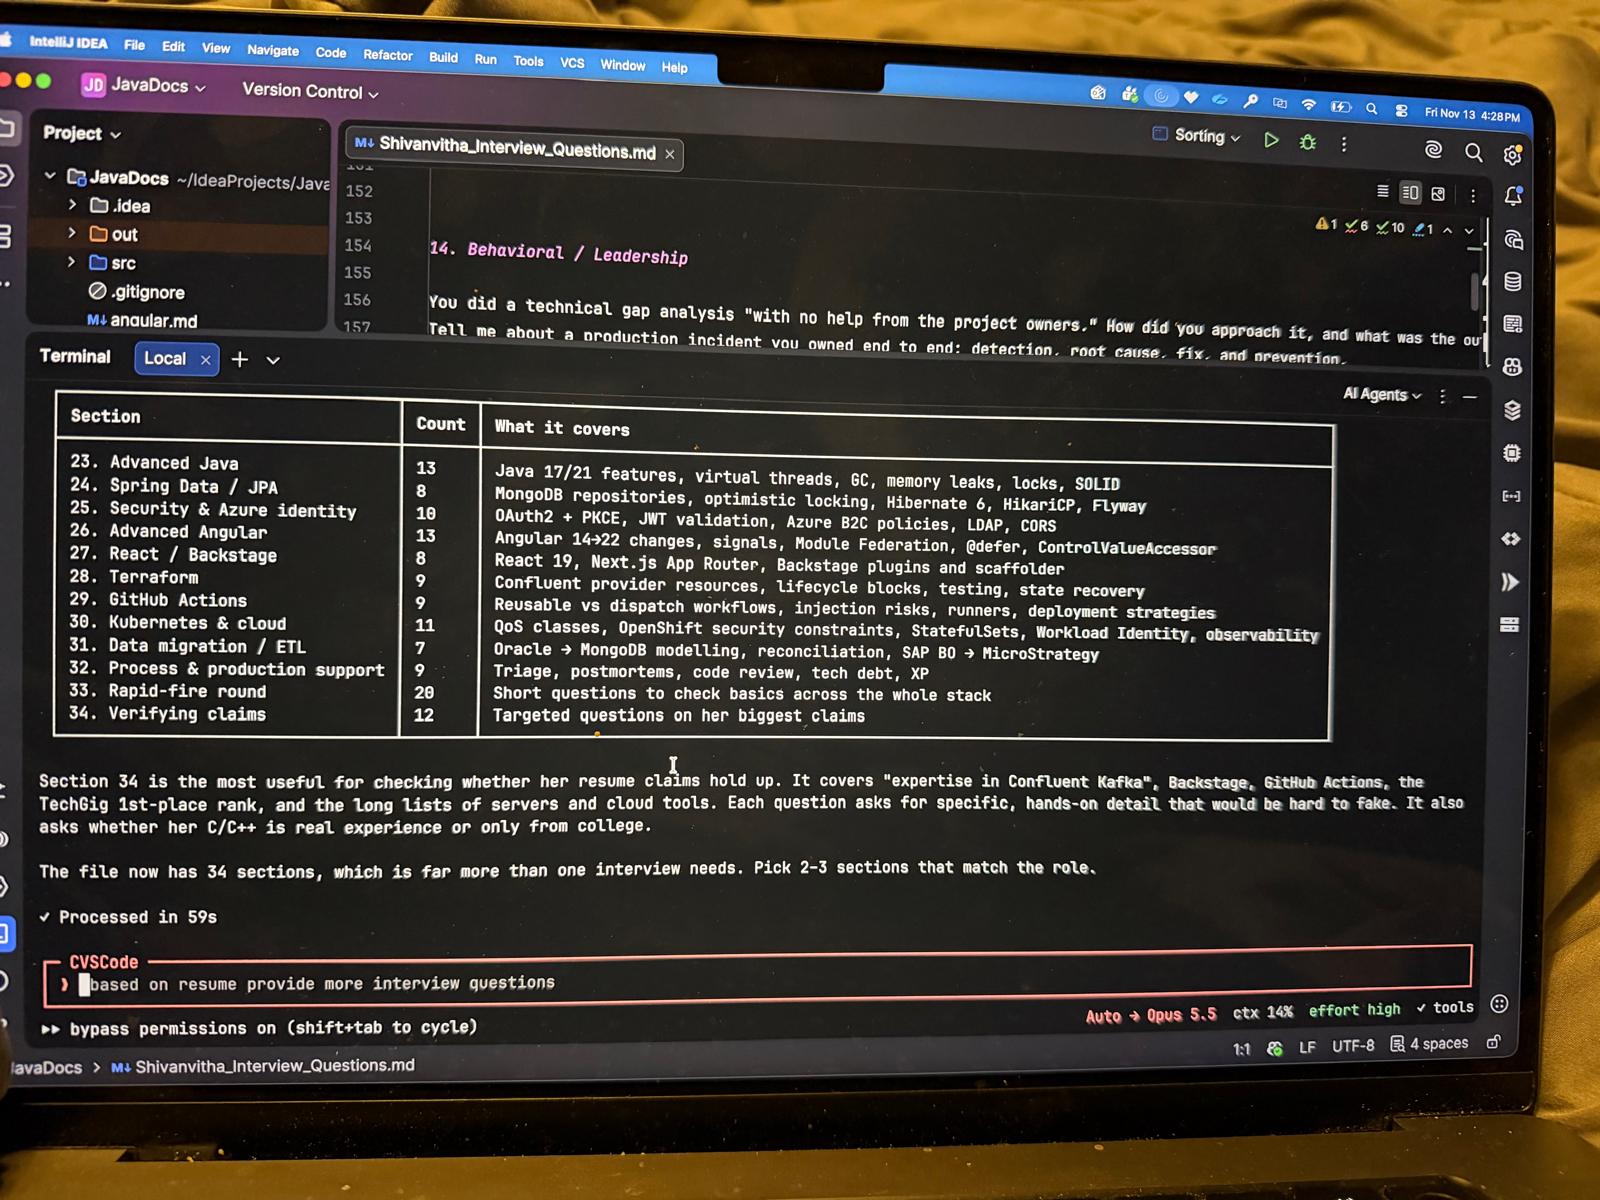 IntelliJ IDEA File Edit View Navigate Code Refactor Build Run Tools VCS Window Help
Fri Nov 13 4:28 PM
JD JavaDocs Version Control
Sorting
Project
JavaDocs ~/IdeaProjects/Java
.idea
out
src
.gitignore
M↓ angular.md
M↓ Shivanvitha_Interview_Questions.md ×
1 6 10 1
152
153
154 14. Behavioral / Leadership
155
156 You did a technical gap analysis "with no help from the project owners." How did you approach it, and what was the ou
157 Tell me about a production incident you owned end to end: detection, root cause, fix, and prevention.
Terminal Local × +
AI Agents
Section Count What it covers
23. Advanced Java 13 Java 17/21 features, virtual threads, GC, memory leaks, locks, SOLID
24. Spring Data / JPA 8 MongoDB repositories, optimistic locking, Hibernate 6, HikariCP, Flyway
25. Security & Azure identity 10 OAuth2 + PKCE, JWT validation, Azure B2C policies, LDAP, CORS
26. Advanced Angular 13 Angular 14→22 changes, signals, Module Federation, @defer, ControlValueAccessor
27. React / Backstage 8 React 19, Next.js App Router, Backstage plugins and scaffolder
28. Terraform 9 Confluent provider resources, lifecycle blocks, testing, state recovery
29. GitHub Actions 9 Reusable vs dispatch workflows, injection risks, runners, deployment strategies
30. Kubernetes & cloud 11 QoS classes, OpenShift security constraints, StatefulSets, Workload Identity, observability
31. Data migration / ETL 7 Oracle → MongoDB modelling, reconciliation, SAP BO → MicroStrategy
32. Process & production support 9 Triage, postmortems, code review, tech debt, XP
33. Rapid-fire round 20 Short questions to check basics across the whole stack
34. Verifying claims 12 Targeted questions on her biggest claims
Section 34 is the most useful for checking whether her resume claims hold up. It covers "expertise in Confluent Kafka", Backstage, GitHub Actions, the
TechGig 1st-place rank, and the long lists of servers and cloud tools. Each question asks for specific, hands-on detail that would be hard to fake. It also
asks whether her C/C++ is real experience or only from college.
The file now has 34 sections, which is far more than one interview needs. Pick 2-3 sections that match the role.
✓ Processed in 59s
CVSCode
❯ based on resume provide more interview questions
Auto → Opus 5.5 ctx 14% effort high ✓ tools
▸▸ bypass permissions on (shift+tab to cycle)
1:1 LF UTF-8 4 spaces
JavaDocs > M↓ Shivanvitha_Interview_Questions.md